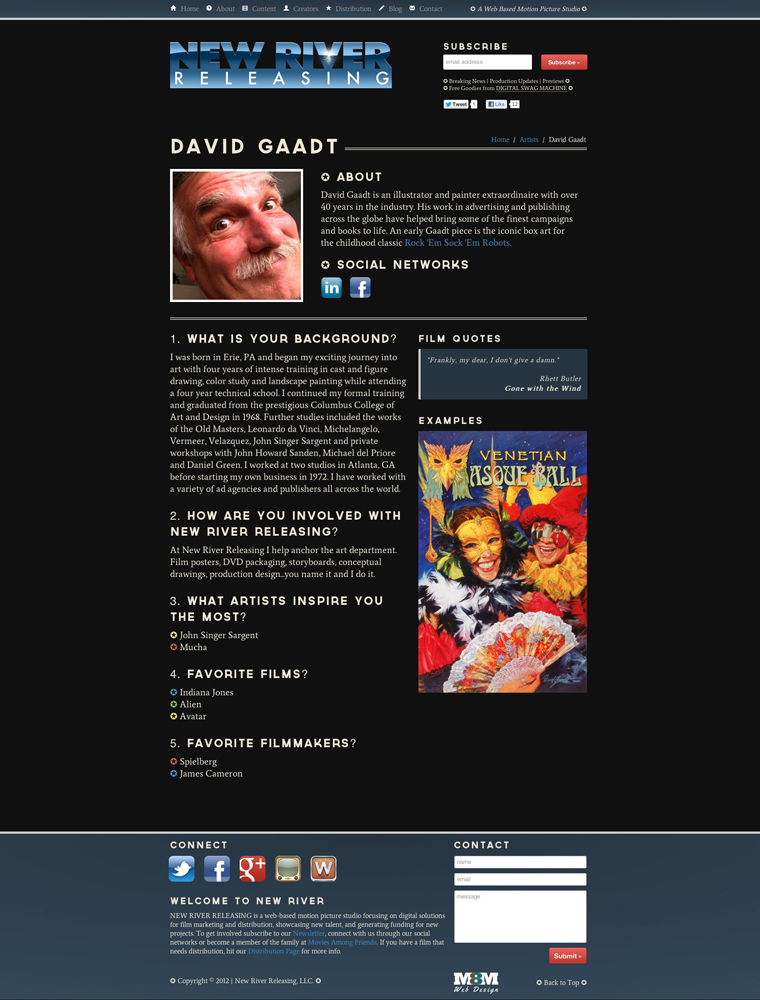 Home About Content Creators Distribution Blog Contact A Web Based Motion Picture Studio
NEW RIVER
RELEASING
SUBSCRIBE
email address Subscribe »
Breaking News | Production Updates | Previews
Free Goodies from DIGITAL SWAG MACHINE
Tweet Like 12
DAVID GAADT
Home / Artists / David Gaadt
ABOUT
David Gaadt is an illustrator and painter extraordinaire with over
40 years in the industry. His work in advertising and publishing
across the globe have helped bring some of the finest campaigns
and books to life. An early Gaadt piece is the iconic box art for
the childhood classic Rock 'Em Sock 'Em Robots.
SOCIAL NETWORKS
in f
1. WHAT IS YOUR BACKGROUND?
I was born in Erie, PA and began my exciting journey into
art with four years of intense training in cast and figure
drawing, color study and landscape painting while attending
a four year technical school. I continued my formal training
and graduated from the prestigious Columbus College of
Art and Design in 1968. Further studies included the works
of the Old Masters, Leonardo da Vinci, Michelangelo,
Vermeer, Velazquez, John Singer Sargent and private
workshops with John Howard Sanden, Michael del Priore
and Daniel Green. I worked at two studios in Atlanta, GA
before starting my own business in 1972. I have worked with
a variety of ad agencies and publishers all across the world.
2. HOW ARE YOU INVOLVED WITH
NEW RIVER RELEASING?
At New River Releasing I help anchor the art department.
Film posters, DVD packaging, storyboards, conceptual
drawings, production design..you name it and I do it.
3. WHAT ARTISTS INSPIRE YOU
THE MOST?
John Singer Sargent
Mucha
4. FAVORITE FILMS?
Indiana Jones
Alien
Avatar
5. FAVORITE FILMMAKERS?
Spielberg
James Cameron
FILM QUOTES
"Frankly, my dear, I don't give a damn."
Rhett Butler
Gone with the Wind
EXAMPLES
VENETIAN
MASQUE BALL
CONNECT
f g+ W
WELCOME TO NEW RIVER
NEW RIVER RELEASING is a web-based motion picture studio focusing on digital solutions
for film marketing and distribution, showcasing new talent, and generating funding for new
projects. To get involved subscribe to our Newsletter, connect with us through our social
networks or become a member of the family at Movies Among Friends. If you have a film that
needs distribution, hit our Distribution Page for more info.
CONTACT
name
email
message
Submit »
Copyright © 2012 | New River Releasing, LLC.
M3M
Web Design
Back to Top